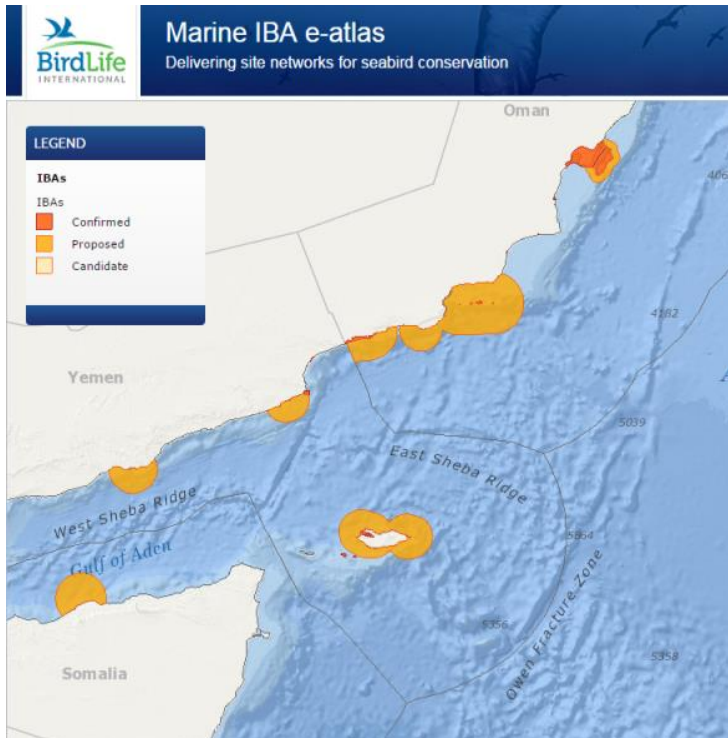 BirdLife
INTERNATIONAL
Marine IBA e-atlas
Delivering site networks for seabird conservation
Oman
LEGEND
IBAs
IBAs
Confirmed
Proposed
Candidate
4182
Yemen
5039
East Sheba Ridge
West Sheba Ridge
Gulf of Aden
5864
Owen Fracture Zone
5356
5358
Somalia